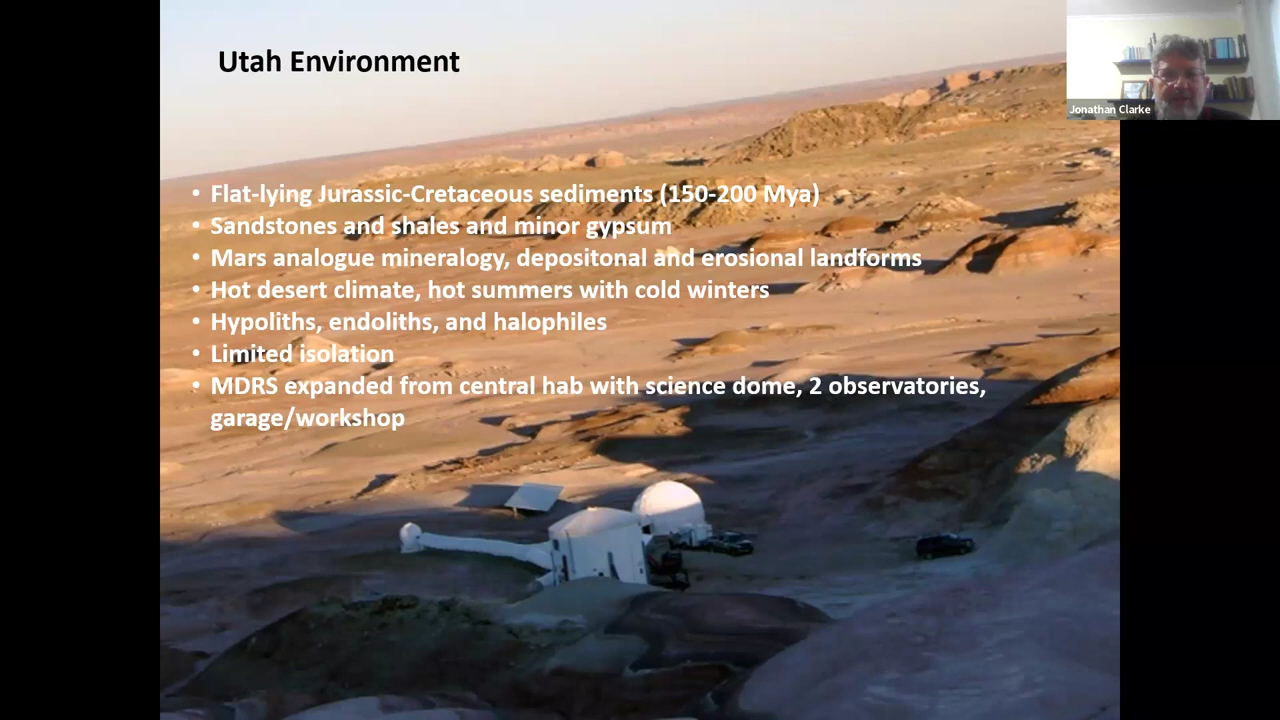 Utah Environment
Jonathan Clarke
• Flat-lying Jurassic-Cretaceous sediments (150-200 Mya)
• Sandstones and shales and minor gypsum
• Mars analogue mineralogy, depositonal and erosional landforms
• Hot desert climate, hot summers with cold winters
• Hypoliths, endoliths, and halophiles
• Limited isolation
• MDRS expanded from central hab with science dome, 2 observatories,
garage/workshop